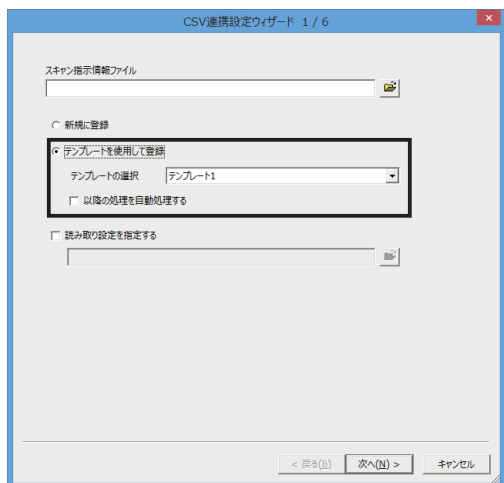 CSV連携設定ウィザード 1 / 6
スキャン指示情報ファイル
新規に登録
テンプレートを使用して登録
テンプレートの選択 テンプレート1
以降の処理を自動処理する
読み取り設定を指定する
< 戻る(B) 次へ(N) > キャンセル